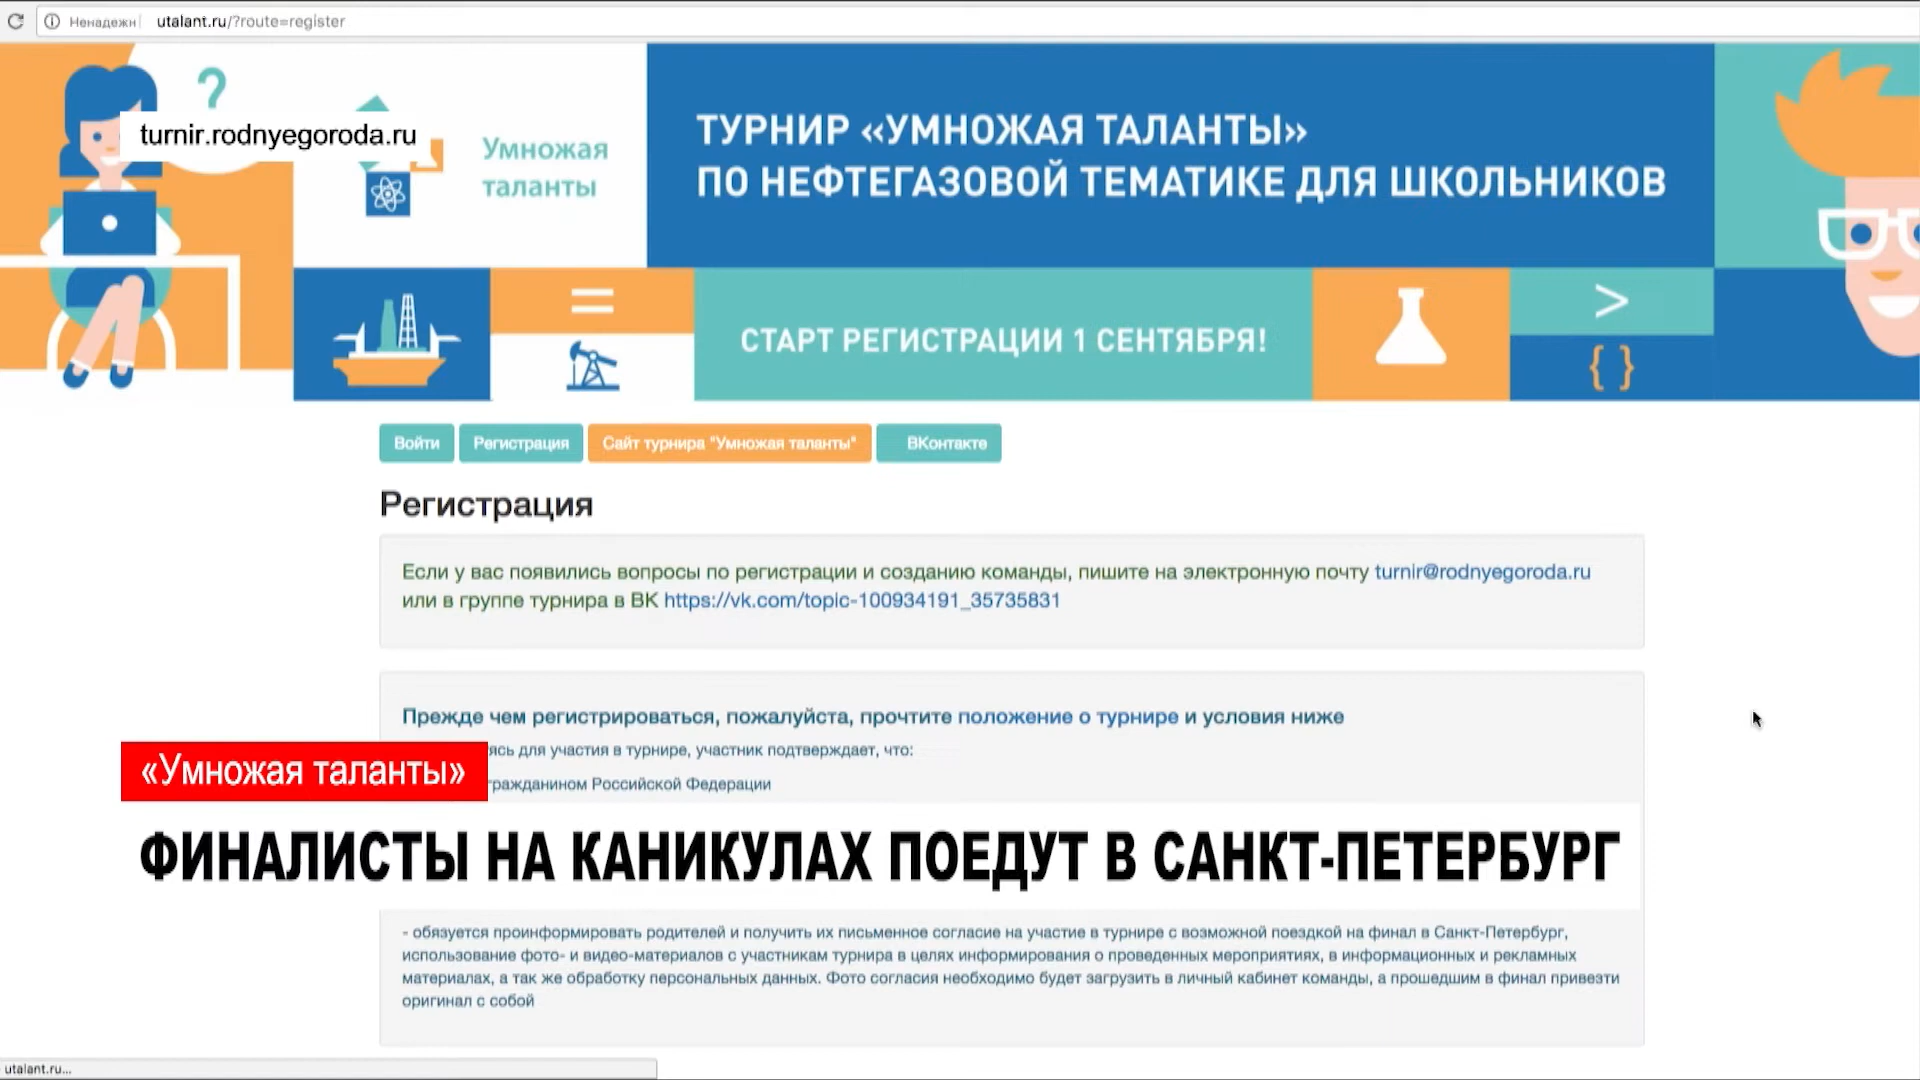 Ненадежн
utalant.ru/?route=register
?
turnir.rodnyegoroda.ru
Умножая
таланты
ТУРНИР «УМНОЖАЯ ТАЛАНТЫ»
ПО НЕФТЕГАЗОВОЙ ТЕМАТИКЕ ДЛЯ ШКОЛЬНИКОВ
=
СТАРТ РЕГИСТРАЦИИ 1 СЕНТЯБРЯ!
>
{ }
Войти
Регистрация
Сайт турнира "Умножая таланты"
ВКонтакте
Регистрация
Если у вас появились вопросы по регистрации и созданию команды, пишите на электронную почту turnir@rodnyegoroda.ru
или в группе турнира в ВК https://vk.com/topic-100934191_35735831
Прежде чем регистрироваться, пожалуйста, прочтите положение о турнире и условия ниже
ясь для участия в турнире, участник подтверждает, что:
«Умножая таланты»
гражданином Российской Федерации
ФИНАЛИСТЫ НА КАНИКУЛАХ ПОЕДУТ В САНКТ-ПЕТЕРБУРГ
- обязуется проинформировать родителей и получить их письменное согласие на участие в турнире с возможной поездкой на финал в Санкт-Петербург,
использование фото- и видео-материалов с участникам турнира в целях информирования о проведенных мероприятиях, в информационных и рекламных
материалах, а так же обработку персональных данных. Фото согласия необходимо будет загрузить в личный кабинет команды, а прошедшим в финал привезти
оригинал с собой
utalant.ru...